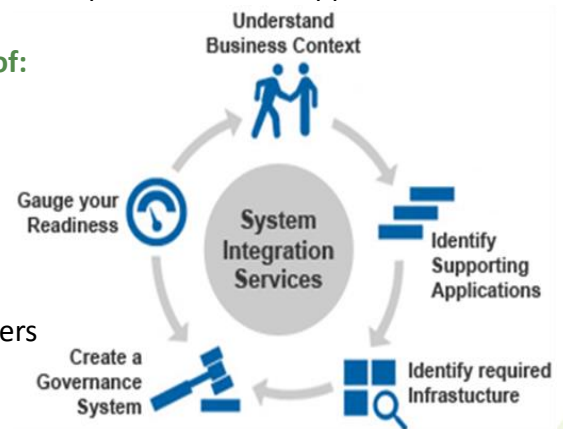 of:
Understand
Business Context
Gauge your
Readiness
System
Integration
Services
Identify
Supporting
Applications
ers
Create a
Governance
System
Identify required
Infrastucture